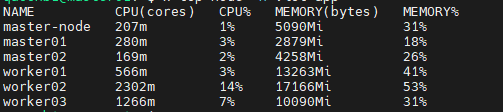 NAME CPU(cores) CPU% MEMORY(bytes) MEMORY%
master-node 207m 1% 5090Mi 31%
master01 280m 3% 2879Mi 18%
master02 169m 2% 4258Mi 26%
worker01 566m 3% 13263Mi 41%
worker02 2302m 14% 17166Mi 53%
worker03 1266m 7% 10090Mi 31%